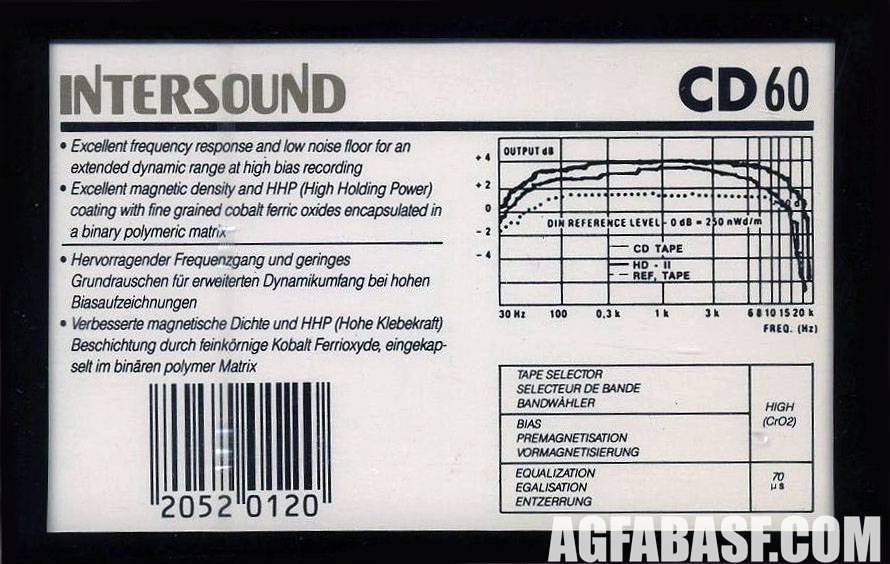 INTERSOUND
CD 60
• Excellent frequency response and low noise floor for an
extended dynamic range at high bias recording
• Excellent magnetic density and HHP (High Holding Power)
coating with fine grained cobalt ferric oxides encapsulated in
a binary polymeric matrix
• Hervorragender Frequenzgang und geringes
Grundrauschen für erweiterten Dynamikumfang bei hohen
Biasaufzeichnungen
• Verbesserte magnetische Dichte und HHP (Hohe Klebekraft)
Beschichtung durch feinkörnige Kobalt Ferrioxyde, eingekap-
selt im binären polymer Matrix
2052 0120
OUTPUT dB
+ 4
+ 2
0
- 2
- 4
DIN REFERENCE LEVEL - 0 dB = 250 nWd/m
CD TAPE
HD - II
REF, TAPE
30 Hz 100 0,3 k 1 k 3 k 6 8 10 15 20 k
FREQ. (Hz)
TAPE SELECTOR
SELECTEUR DE BANDE
BANDWÄHLER
BIAS
PREMAGNETISATION
VORMAGNETISIERUNG
HIGH
(CrO2)
EQUALIZATION
EGALISATION
ENTZERRUNG
70
µs
AGFABASF.COM